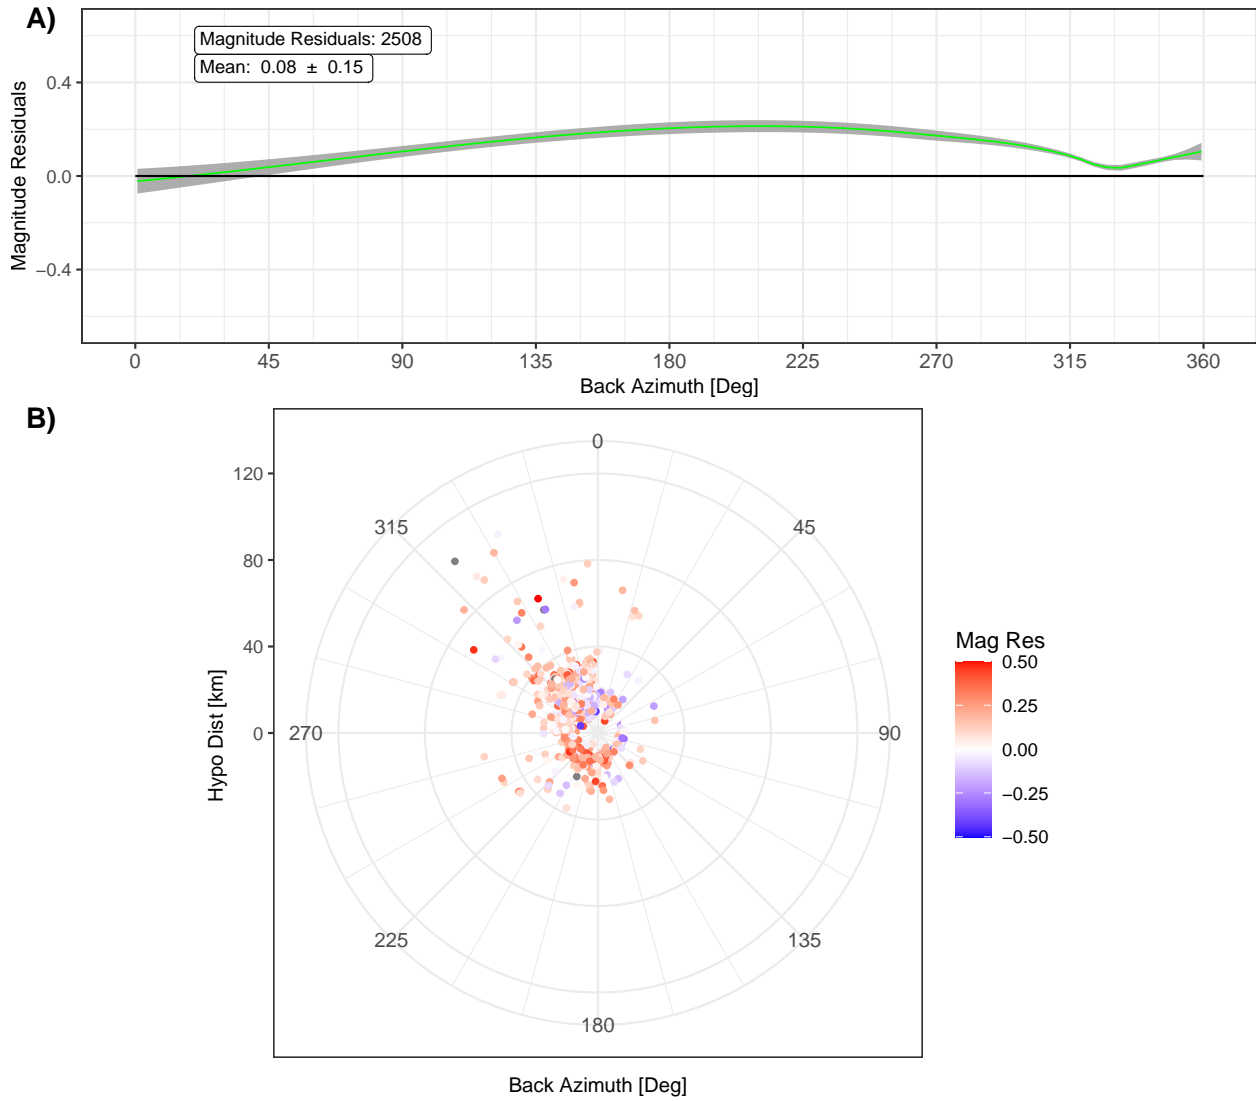 A)
Magnitude Residuals: 2508
Mean:  0.08  ±  0.15
Magnitude Residuals
0.4
0.0
−0.4
0 45 90 135 180 225 270 315 360
Back Azimuth [Deg]
B)
Hypo Dist [km]
120
80
40
0
0
45
90
135
180
225
270
315
Back Azimuth [Deg]
Mag Res
0.50
0.25
0.00
−0.25
−0.50